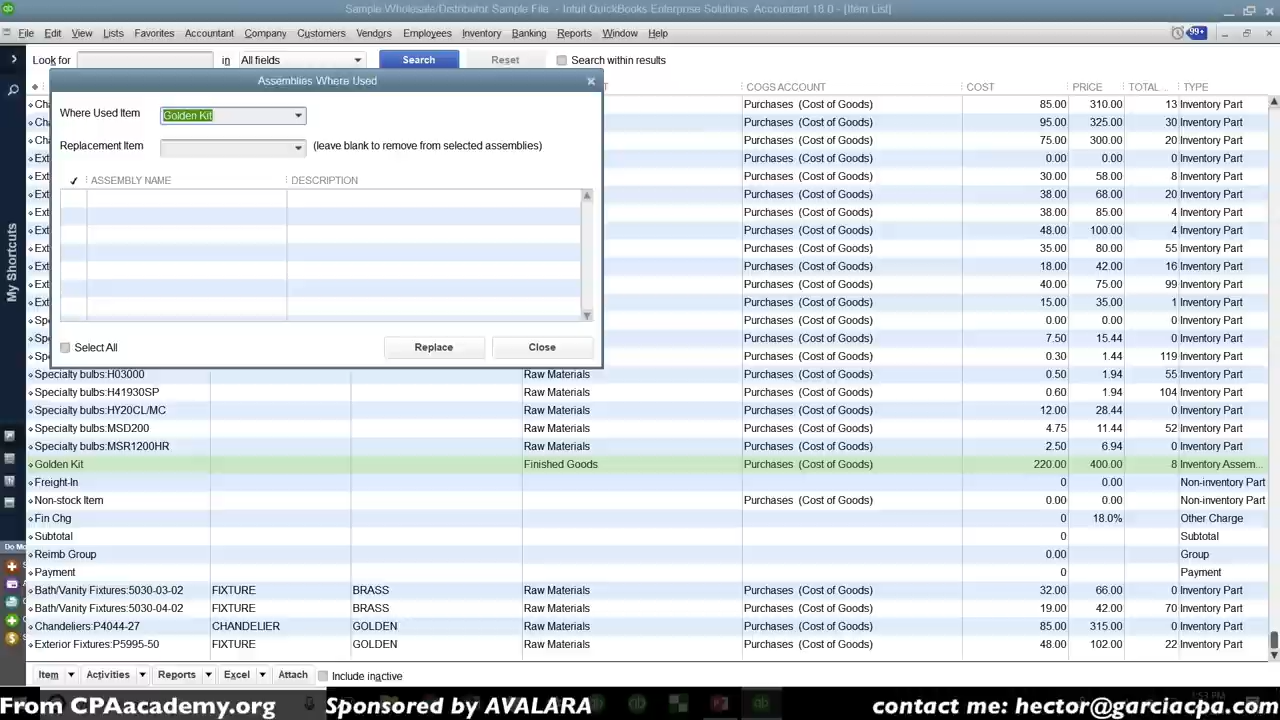 Sample Wholesale/Distributor Sample File - Intuit QuickBooks Enterprise Solutions Accountant 18.0 - [Item List]
File Edit View Lists Favorites Accountant Company Customers Vendors Employees Inventory Banking Reports Window Help 99+
Look for in All fields Search Reset Search within results
COGS ACCOUNT COST PRICE TOTAL... TYPE
Assemblies Where Used
Where Used Item Golden Kit
Replacement Item (leave blank to remove from selected assemblies)
ASSEMBLY NAME DESCRIPTION
Select All Replace Close
My Shortcuts
Do Mo
Cha Purchases (Cost of Goods) 85.00 310.00 13 Inventory Part
Cha Purchases (Cost of Goods) 95.00 325.00 30 Inventory Part
Cha Purchases (Cost of Goods) 75.00 300.00 20 Inventory Part
Ext Purchases (Cost of Goods) 0.00 0.00 0 Inventory Part
Ext Purchases (Cost of Goods) 30.00 58.00 8 Inventory Part
Ext Purchases (Cost of Goods) 38.00 68.00 20 Inventory Part
Ext Purchases (Cost of Goods) 38.00 85.00 4 Inventory Part
Ext Purchases (Cost of Goods) 48.00 100.00 4 Inventory Part
Ext Purchases (Cost of Goods) 35.00 80.00 55 Inventory Part
Ext Purchases (Cost of Goods) 18.00 42.00 16 Inventory Part
Ext Purchases (Cost of Goods) 40.00 75.00 99 Inventory Part
Ext Purchases (Cost of Goods) 15.00 35.00 1 Inventory Part
Spe Purchases (Cost of Goods) 0.00 0.00 0 Inventory Part
Spe Purchases (Cost of Goods) 7.50 15.44 0 Inventory Part
Spe Purchases (Cost of Goods) 0.30 1.44 119 Inventory Part
Specialty bulbs:H03000 Raw Materials Purchases (Cost of Goods) 0.50 1.94 55 Inventory Part
Specialty bulbs:H41930SP Raw Materials Purchases (Cost of Goods) 0.60 1.94 104 Inventory Part
Specialty bulbs:HY20CL/MC Raw Materials Purchases (Cost of Goods) 12.00 28.44 0 Inventory Part
Specialty bulbs:MSD200 Raw Materials Purchases (Cost of Goods) 4.75 11.44 52 Inventory Part
Specialty bulbs:MSR1200HR Raw Materials Purchases (Cost of Goods) 2.50 6.94 0 Inventory Part
Golden Kit Finished Goods Purchases (Cost of Goods) 220.00 400.00 8 Inventory Assem...
Freight-In 0 0.00 Non-inventory Part
Non-stock Item Purchases (Cost of Goods) 0.00 0.00 Non-inventory Part
Fin Chg 0 18.0% Other Charge
Subtotal 0 Subtotal
Reimb Group 0.00 Group
Payment 0 Payment
Bath/Vanity Fixtures:5030-03-02 FIXTURE BRASS Raw Materials Purchases (Cost of Goods) 32.00 66.00 0 Inventory Part
Bath/Vanity Fixtures:5030-04-02 FIXTURE BRASS Raw Materials Purchases (Cost of Goods) 19.00 42.00 70 Inventory Part
Chandeliers:P4044-27 CHANDELIER GOLDEN Raw Materials Purchases (Cost of Goods) 85.00 315.00 0 Inventory Part
Exterior Fixtures:P5995-50 FIXTURE GOLDEN Raw Materials Purchases (Cost of Goods) 48.00 102.00 22 Inventory Part
Item Activities Reports Excel Attach Include inactive
1:53 PM
From CPAacademy.org Sponsored by AVALARA contact me: hector@garciacpa.com